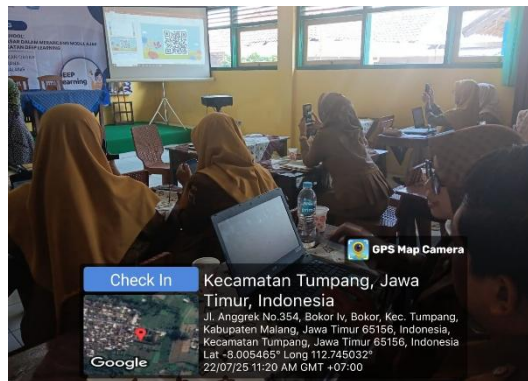 EEP
earning
GPS Map Camera
Check In
Kecamatan Tumpang, Jawa
Timur, Indonesia
Jl. Anggrek No.354, Bokor Iv, Bokor, Kec. Tumpang,
Kabupaten Malang, Jawa Timur 65156, Indonesia,
Kecamatan Tumpang, Jawa Timur 65156, Indonesia
Lat -8.005465° Long 112.745032°
22/07/25 11:20 AM GMT +07:00
Google